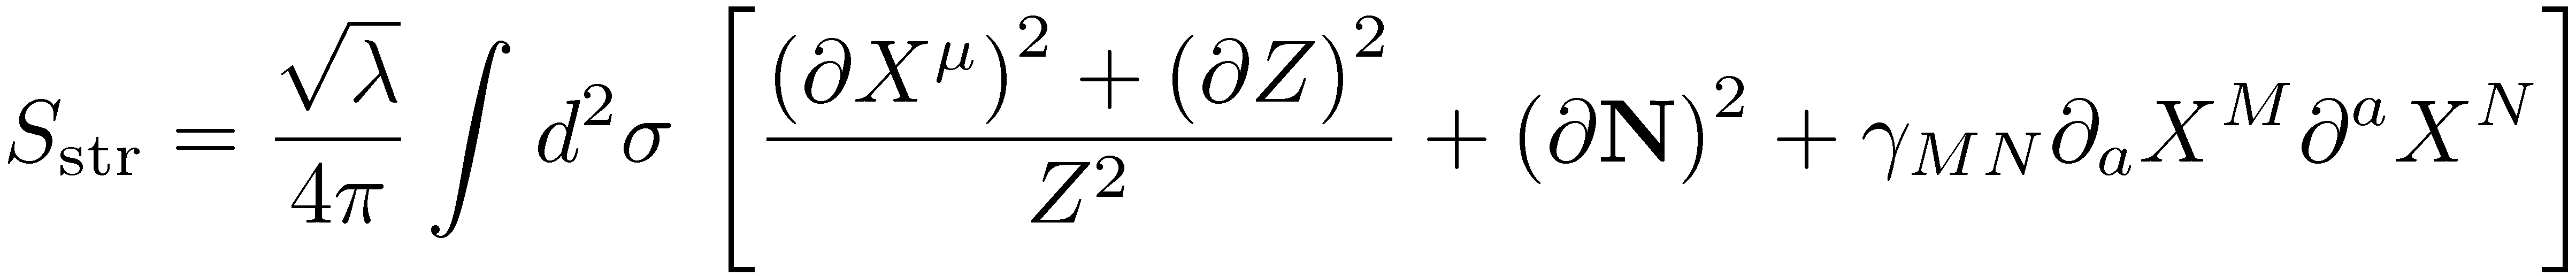 $S_{\text{str}} = \frac{\sqrt{\lambda}}{4\pi} \int d^2\sigma \left[ \frac{(\partial X^\mu)^2 + (\partial Z)^2}{Z^2} + (\partial \mathbf{N})^2 + \gamma_{MN} \partial_a X^M \partial^a X^N \right]$